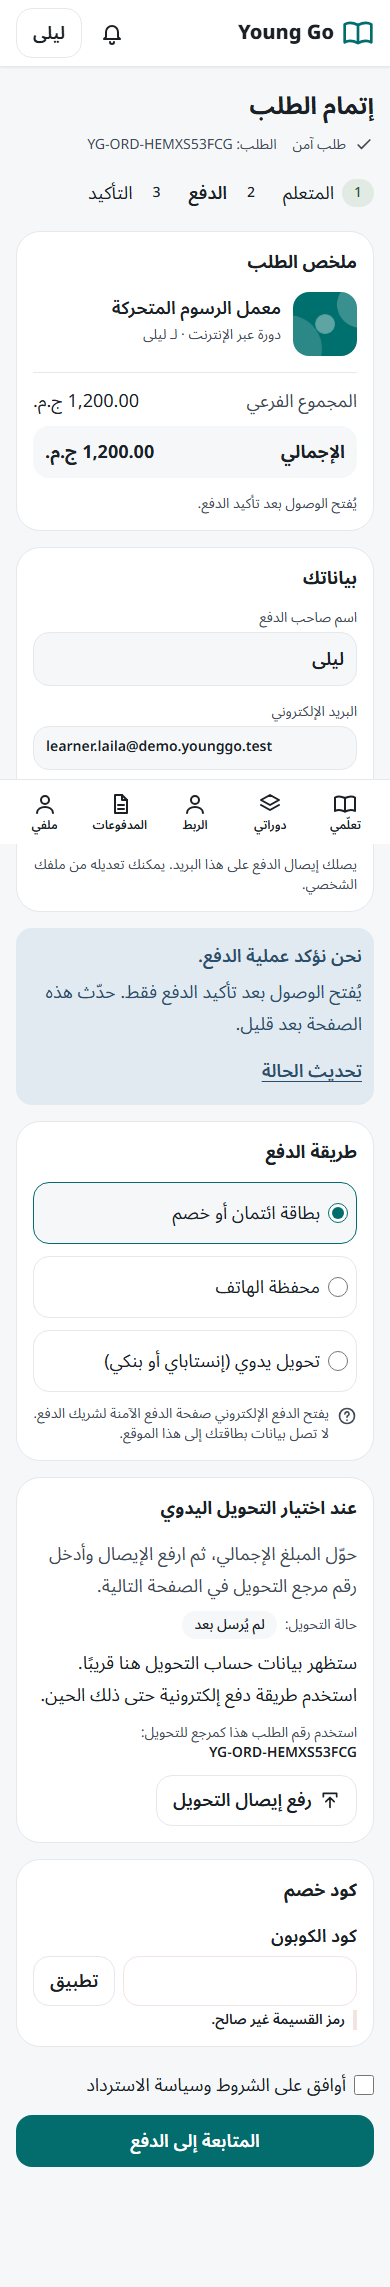 Young Go
ليلى
إتمام الطلب
طلب آمن الطلب: YG-ORD-HEMXS53FCG
1 المتعلم 2 الدفع 3 التأكيد
ملخص الطلب
معمل الرسوم المتحركة
دورة عبر الإنترنت · لـ ليلى
المجموع الفرعي 1,200.00 ج.م.
الإجمالي 1,200.00 ج.م.
يُفتح الوصول بعد تأكيد الدفع.
بياناتك
اسم صاحب الدفع
ليلى
البريد الإلكتروني
learner.laila@demo.younggo.test
تعلّمي دوراتي الربط المدفوعات ملفي
يصلك إيصال الدفع على هذا البريد. يمكنك تعديله من ملفك
الشخصي.
نحن نؤكد عملية الدفع.
يُفتح الوصول بعد تأكيد الدفع فقط. حدّث هذه
الصفحة بعد قليل.
تحديث الحالة
طريقة الدفع
بطاقة ائتمان أو خصم
محفظة الهاتف
تحويل يدوي (إنستاباي أو بنكي)
يفتح الدفع الإلكتروني صفحة الدفع الآمنة لشريك الدفع.
لا تصل بيانات بطاقتك إلى هذا الموقع.
عند اختيار التحويل اليدوي
حوّل المبلغ الإجمالي، ثم ارفع الإيصال وأدخل
رقم مرجع التحويل في الصفحة التالية.
حالة التحويل: لم يُرسل بعد
ستظهر بيانات حساب التحويل هنا قريبًا.
استخدم طريقة دفع إلكترونية حتى ذلك الحين.
استخدم رقم الطلب هذا كمرجع للتحويل:
YG-ORD-HEMXS53FCG
رفع إيصال التحويل
كود خصم
كود الكوبون
تطبيق
رمز القسيمة غير صالح.
أوافق على الشروط وسياسة الاسترداد
المتابعة إلى الدفع